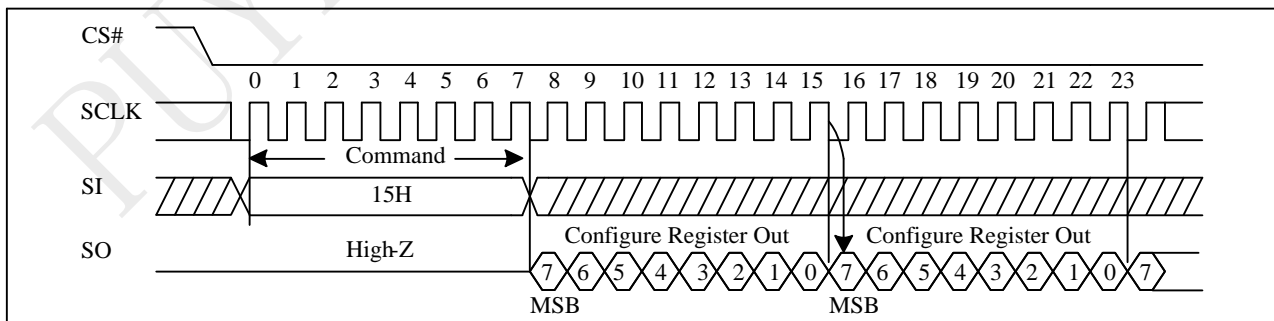 PUY
CS#
0 1 2 3 4 5 6 7 8 9 10 11 12 13 14 15 16 17 18 19 20 21 22 23
SCLK
Command
SI
15H
SO
High-Z
Configure Register Out
Configure Register Out
7 6 5 4 3 2 1 0 7 6 5 4 3 2 1 0 7
MSB
MSB